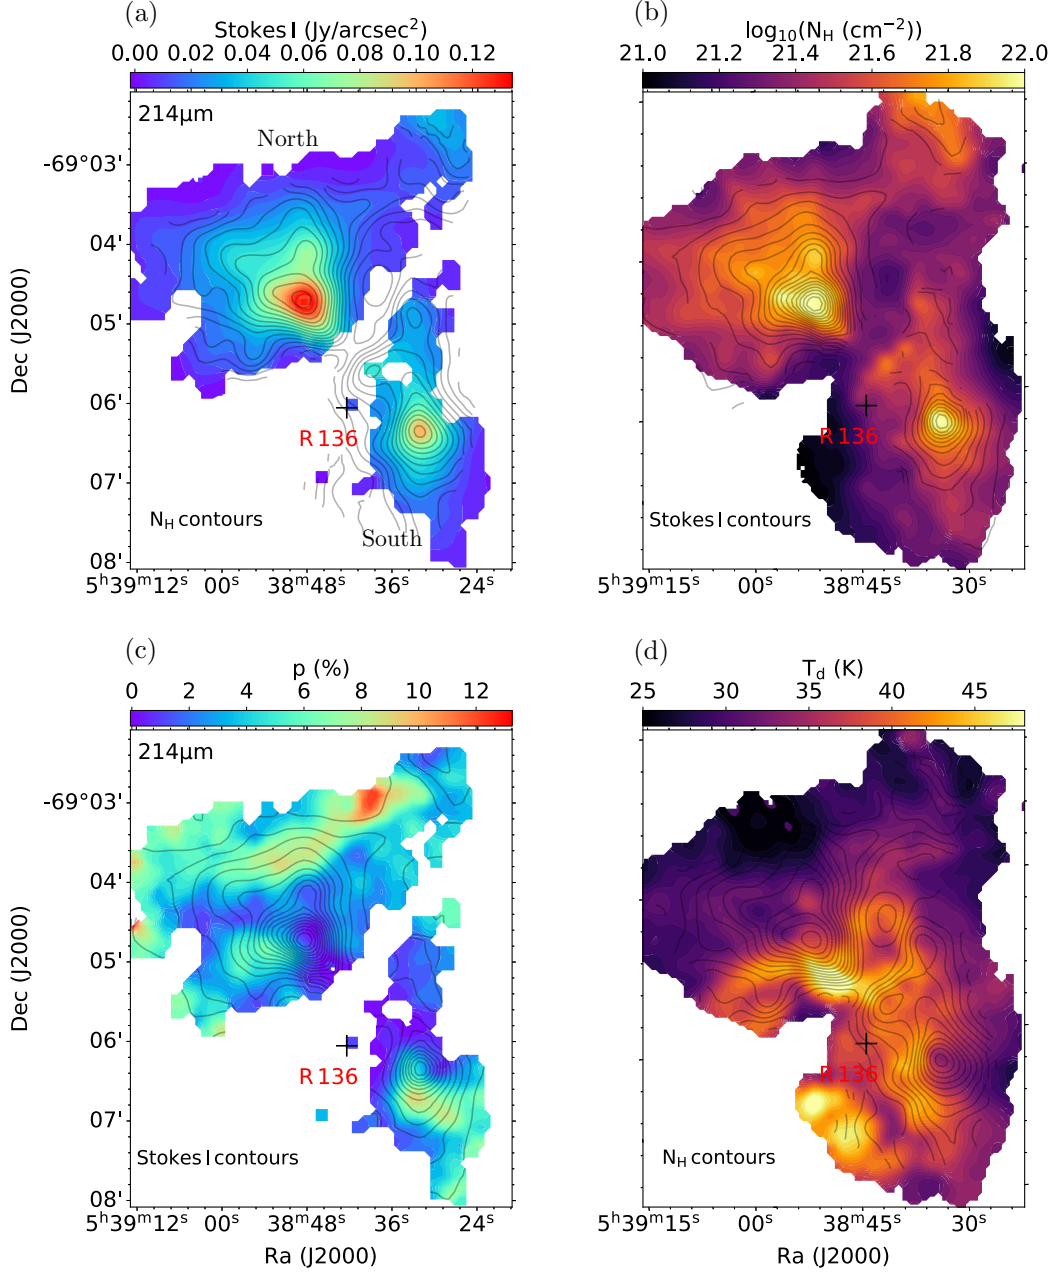 (a)
Stokes I (Jy/arcsec²)
0.00 0.02 0.04 0.06 0.08 0.10 0.12
214μm
North
-69°03'
04'
05'
06'
07'
08'
Dec (J2000)
R 136
N_H contours
South
5ʰ39ᵐ12ˢ 00ˢ 38ᵐ48ˢ 36ˢ 24ˢ
(b)
log₁₀(N_H (cm⁻²))
21.0 21.2 21.4 21.6 21.8 22.0
R 136
Stokes I contours
5ʰ39ᵐ15ˢ 00ˢ 38ᵐ45ˢ 30ˢ
(c)
p (%)
0 2 4 6 8 10 12
214μm
-69°03'
04'
05'
06'
07'
08'
Dec (J2000)
R 136
Stokes I contours
5ʰ39ᵐ12ˢ 00ˢ 38ᵐ48ˢ 36ˢ 24ˢ
Ra (J2000)
(d)
T_d (K)
25 30 35 40 45
R 136
N_H contours
5ʰ39ᵐ15ˢ 00ˢ 38ᵐ45ˢ 30ˢ
Ra (J2000)